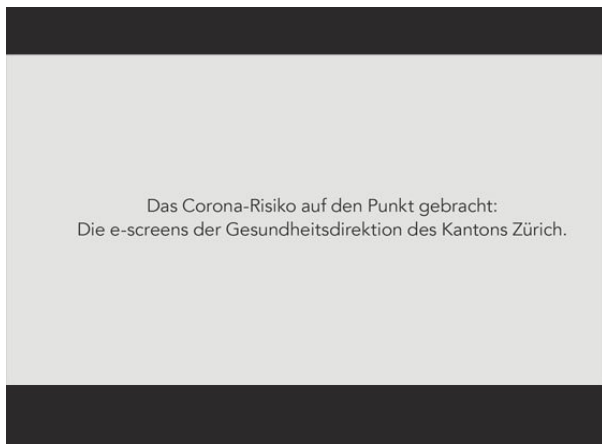 Das Corona-Risiko auf den Punkt gebracht:
Die e-screens der Gesundheitsdirektion des Kantons Zürich.